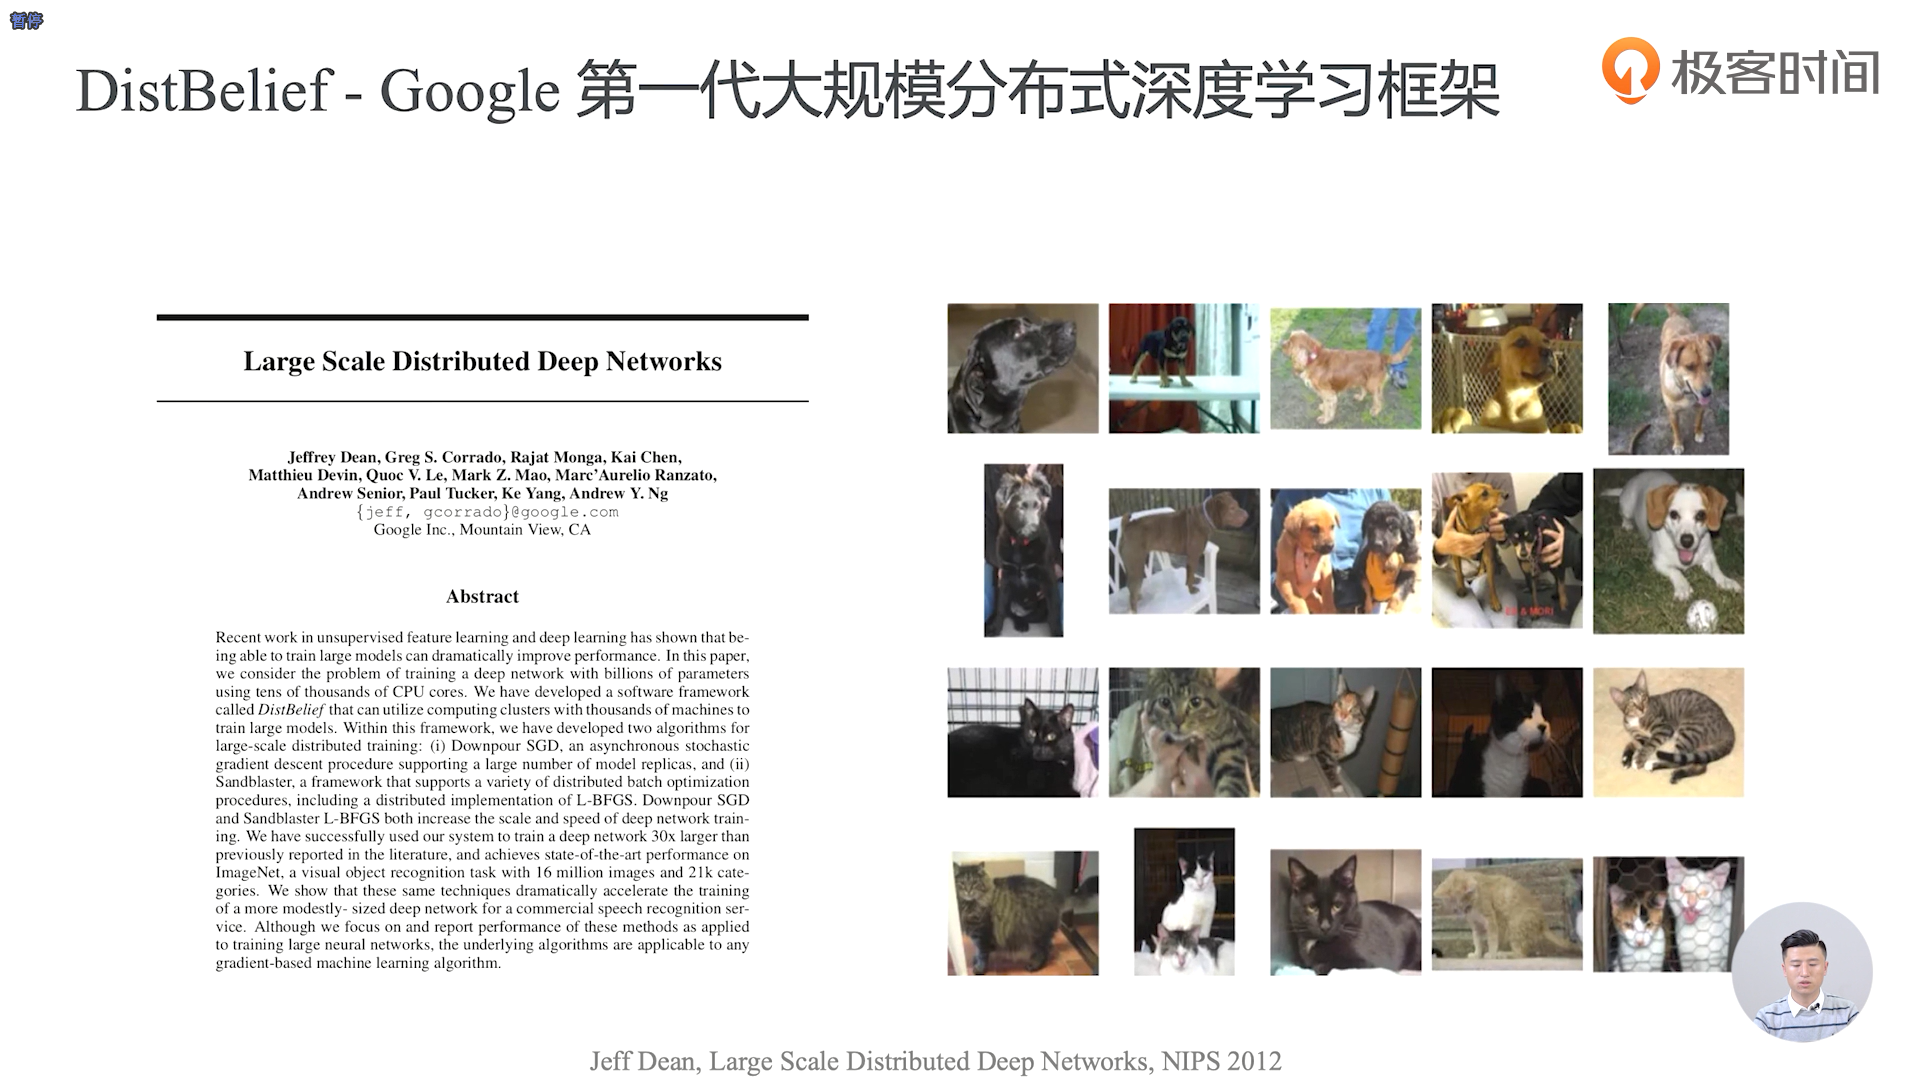 暂停
DistBelief - Google 第一代大规模分布式深度学习框架
极客时间
Large Scale Distributed Deep Networks
Jeffrey Dean, Greg S. Corrado, Rajat Monga, Kai Chen,
Matthieu Devin, Quoc V. Le, Mark Z. Mao, Marc'Aurelio Ranzato,
Andrew Senior, Paul Tucker, Ke Yang, Andrew Y. Ng
{jeff, gcorrado}@google.com
Google Inc., Mountain View, CA
Abstract
Recent work in unsupervised feature learning and deep learning has shown that be-
ing able to train large models can dramatically improve performance. In this paper,
we consider the problem of training a deep network with billions of parameters
using tens of thousands of CPU cores. We have developed a software framework
called DistBelief that can utilize computing clusters with thousands of machines to
train large models. Within this framework, we have developed two algorithms for
large-scale distributed training: (i) Downpour SGD, an asynchronous stochastic
gradient descent procedure supporting a large number of model replicas, and (ii)
Sandblaster, a framework that supports a variety of distributed batch optimization
procedures, including a distributed implementation of L-BFGS. Downpour SGD
and Sandblaster L-BFGS both increase the scale and speed of deep network train-
ing. We have successfully used our system to train a deep network 30x larger than
previously reported in the literature, and achieves state-of-the-art performance on
ImageNet, a visual object recognition task with 16 million images and 21k cate-
gories. We show that these same techniques dramatically accelerate the training
of a more modestly- sized deep network for a commercial speech recognition ser-
vice. Although we focus on and report performance of these methods as applied
to training large neural networks, the underlying algorithms are applicable to any
gradient-based machine learning algorithm.
& MORI
Jeff Dean, Large Scale Distributed Deep Networks, NIPS 2012